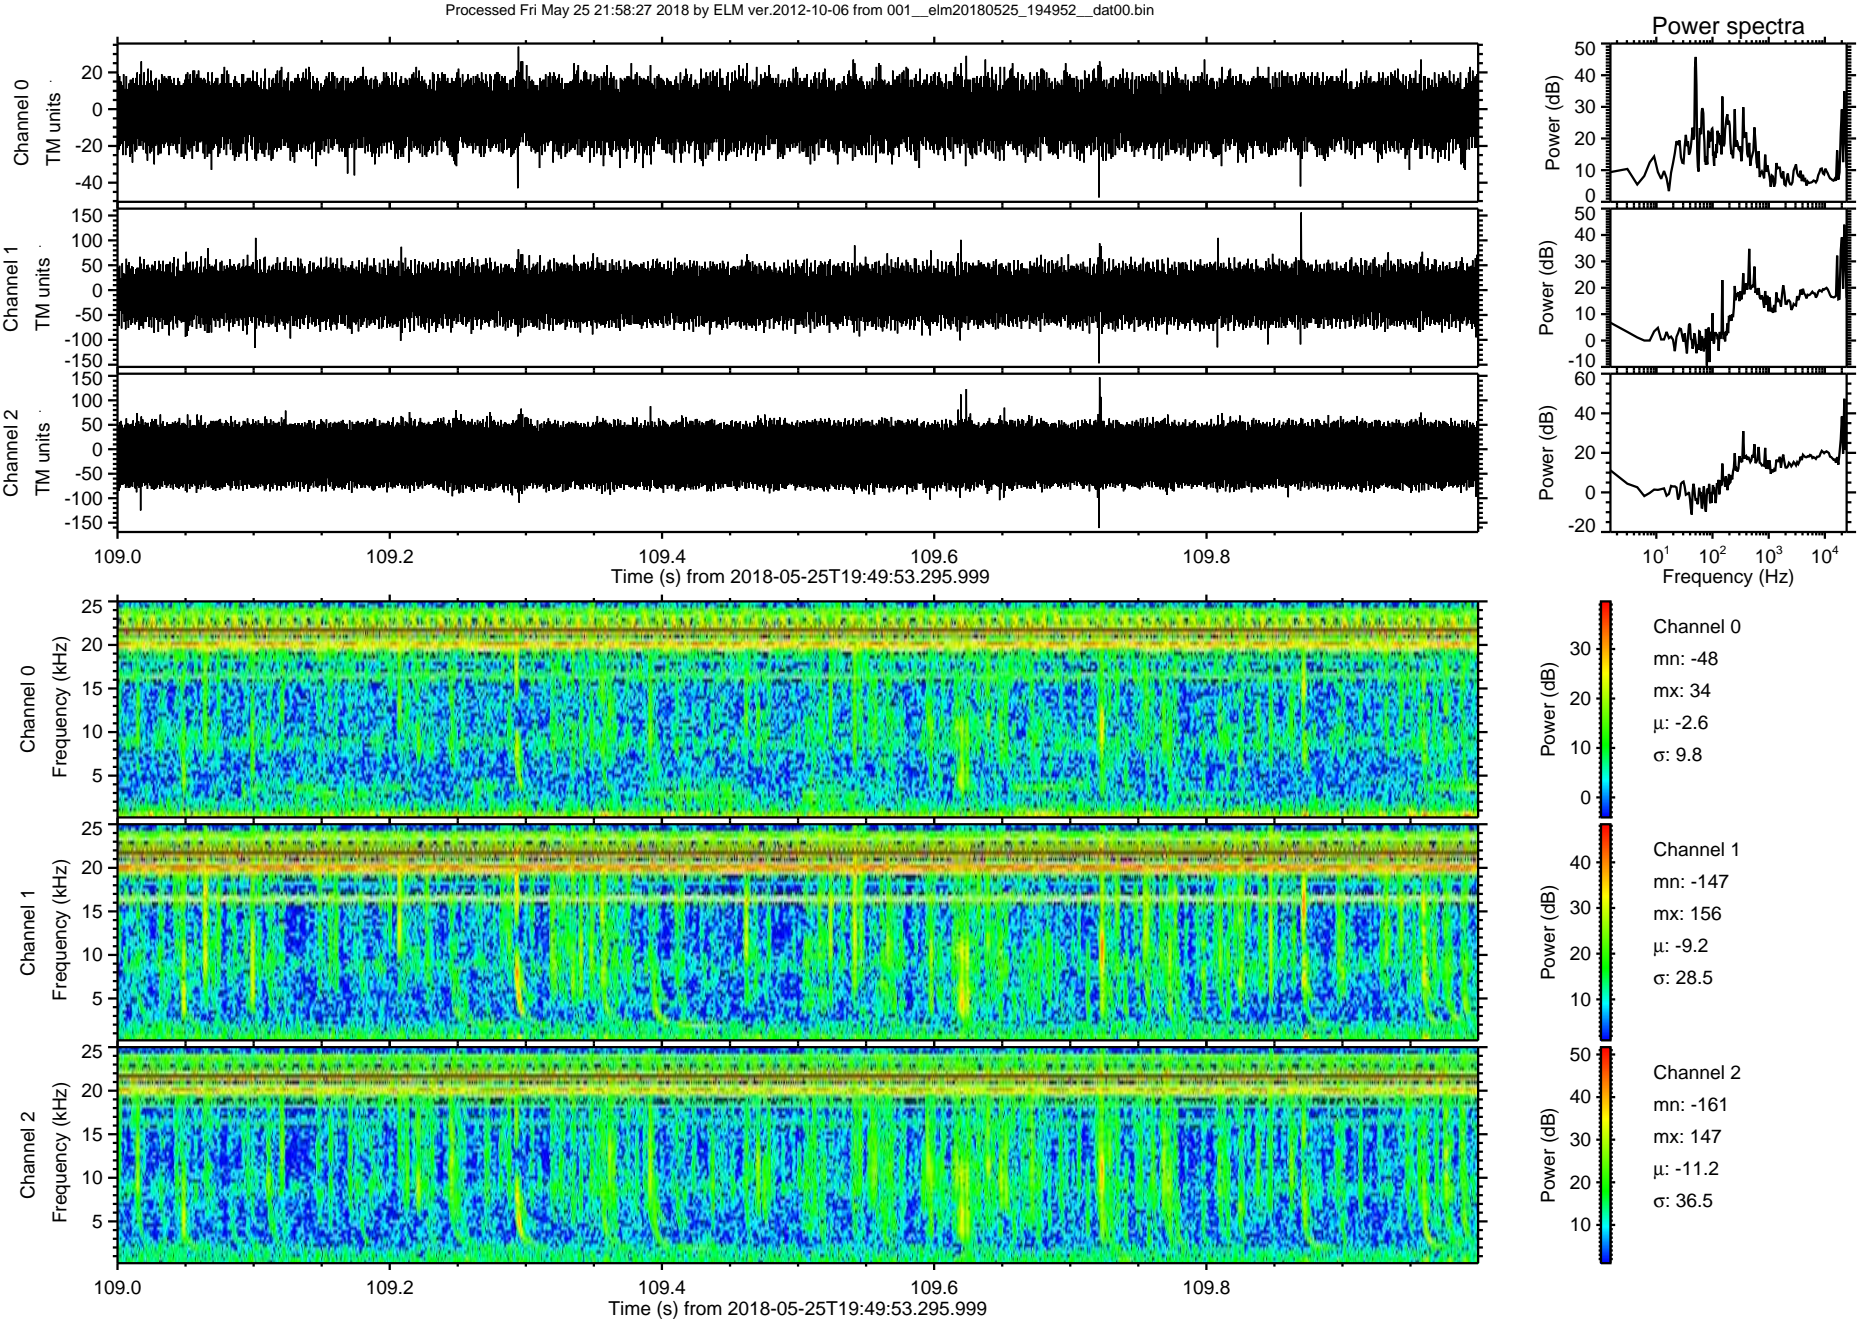 Processed Fri May 25 21:58:27 2018 by ELM ver.2012-10-06 from 001__elm20180525_194952__dat00.bin
Power spectra
Channel 0
TM units
20
0
-20
-40
Power (dB)
50
40
30
20
10
0
Channel 1
TM units
150
100
50
0
-50
-100
-150
Power (dB)
50
40
30
20
10
0
-10
Channel 2
TM units
150
100
50
0
-50
-100
-150
Power (dB)
60
40
20
0
-20
109.0 109.2 109.4 109.6 109.8
Time (s) from 2018-05-25T19:49:53.295.999
10¹ 10² 10³ 10⁴
Frequency (Hz)
Channel 0
Frequency (kHz)
25
20
15
10
5
Power (dB)
30
20
10
0
Channel 0
mn: -48
mx: 34
μ: -2.6
σ: 9.8
Channel 1
Frequency (kHz)
25
20
15
10
5
Power (dB)
40
30
20
10
Channel 1
mn: -147
mx: 156
μ: -9.2
σ: 28.5
Channel 2
Frequency (kHz)
25
20
15
10
5
Power (dB)
50
40
30
20
10
Channel 2
mn: -161
mx: 147
μ: -11.2
σ: 36.5
109.0 109.2 109.4 109.6 109.8
Time (s) from 2018-05-25T19:49:53.295.999